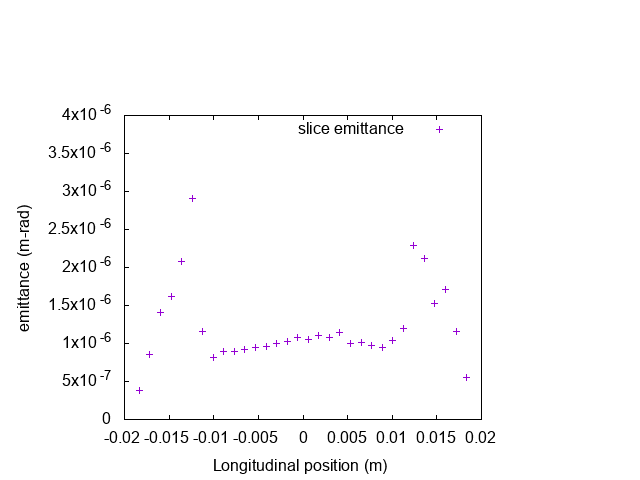 4x10^-6
slice emittance
3.5x10^-6
3x10^-6
2.5x10^-6
2x10^-6
1.5x10^-6
1x10^-6
5x10^-7
0
emittance (m-rad)
-0.02 -0.015 -0.01 -0.005 0 0.005 0.01 0.015 0.02
Longitudinal position (m)